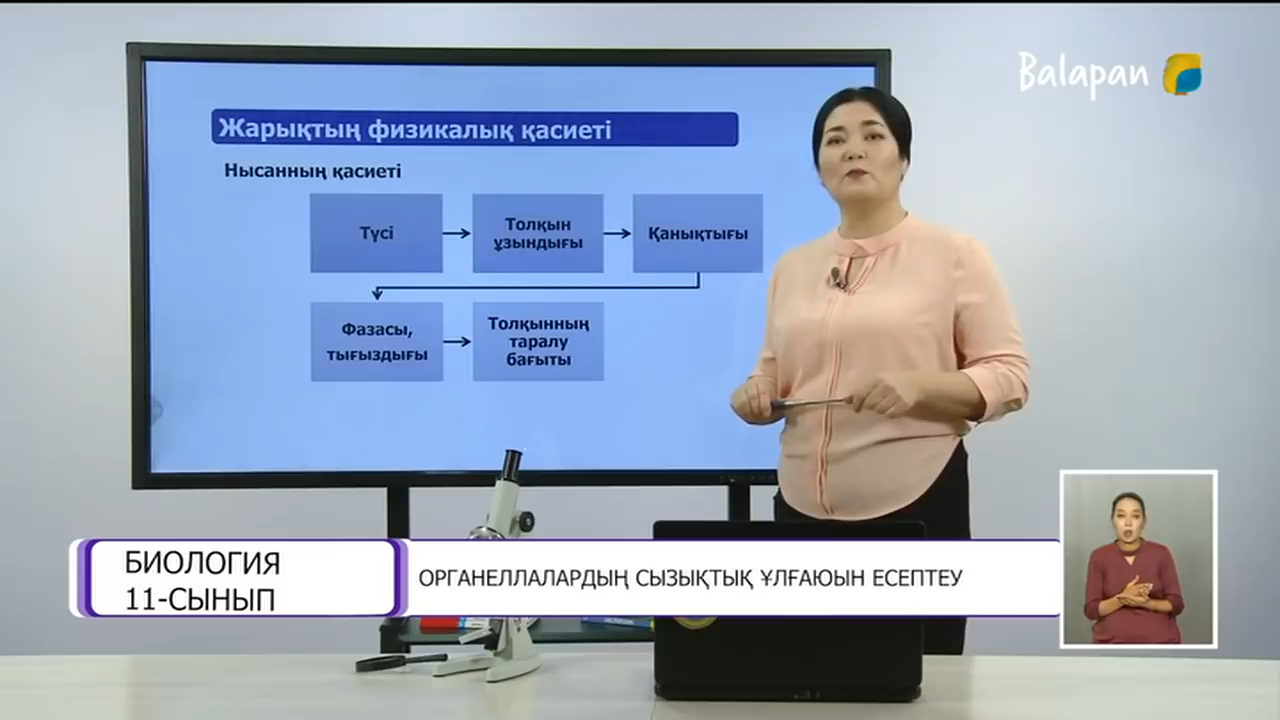 Balapan
Жарықтың физикалық қасиеті
Нысанның қасиеті
Түсі
Толқын
ұзындығы
Қанықтығы
Фазасы,
тығыздығы
Толқынның
таралу
бағыты
БИОЛОГИЯ
11-СЫНЫП
ОРГАНЕЛЛАЛАРДЫҢ СЫЗЫҚТЫҚ ҰЛҒАЮЫН ЕСЕПТЕУ